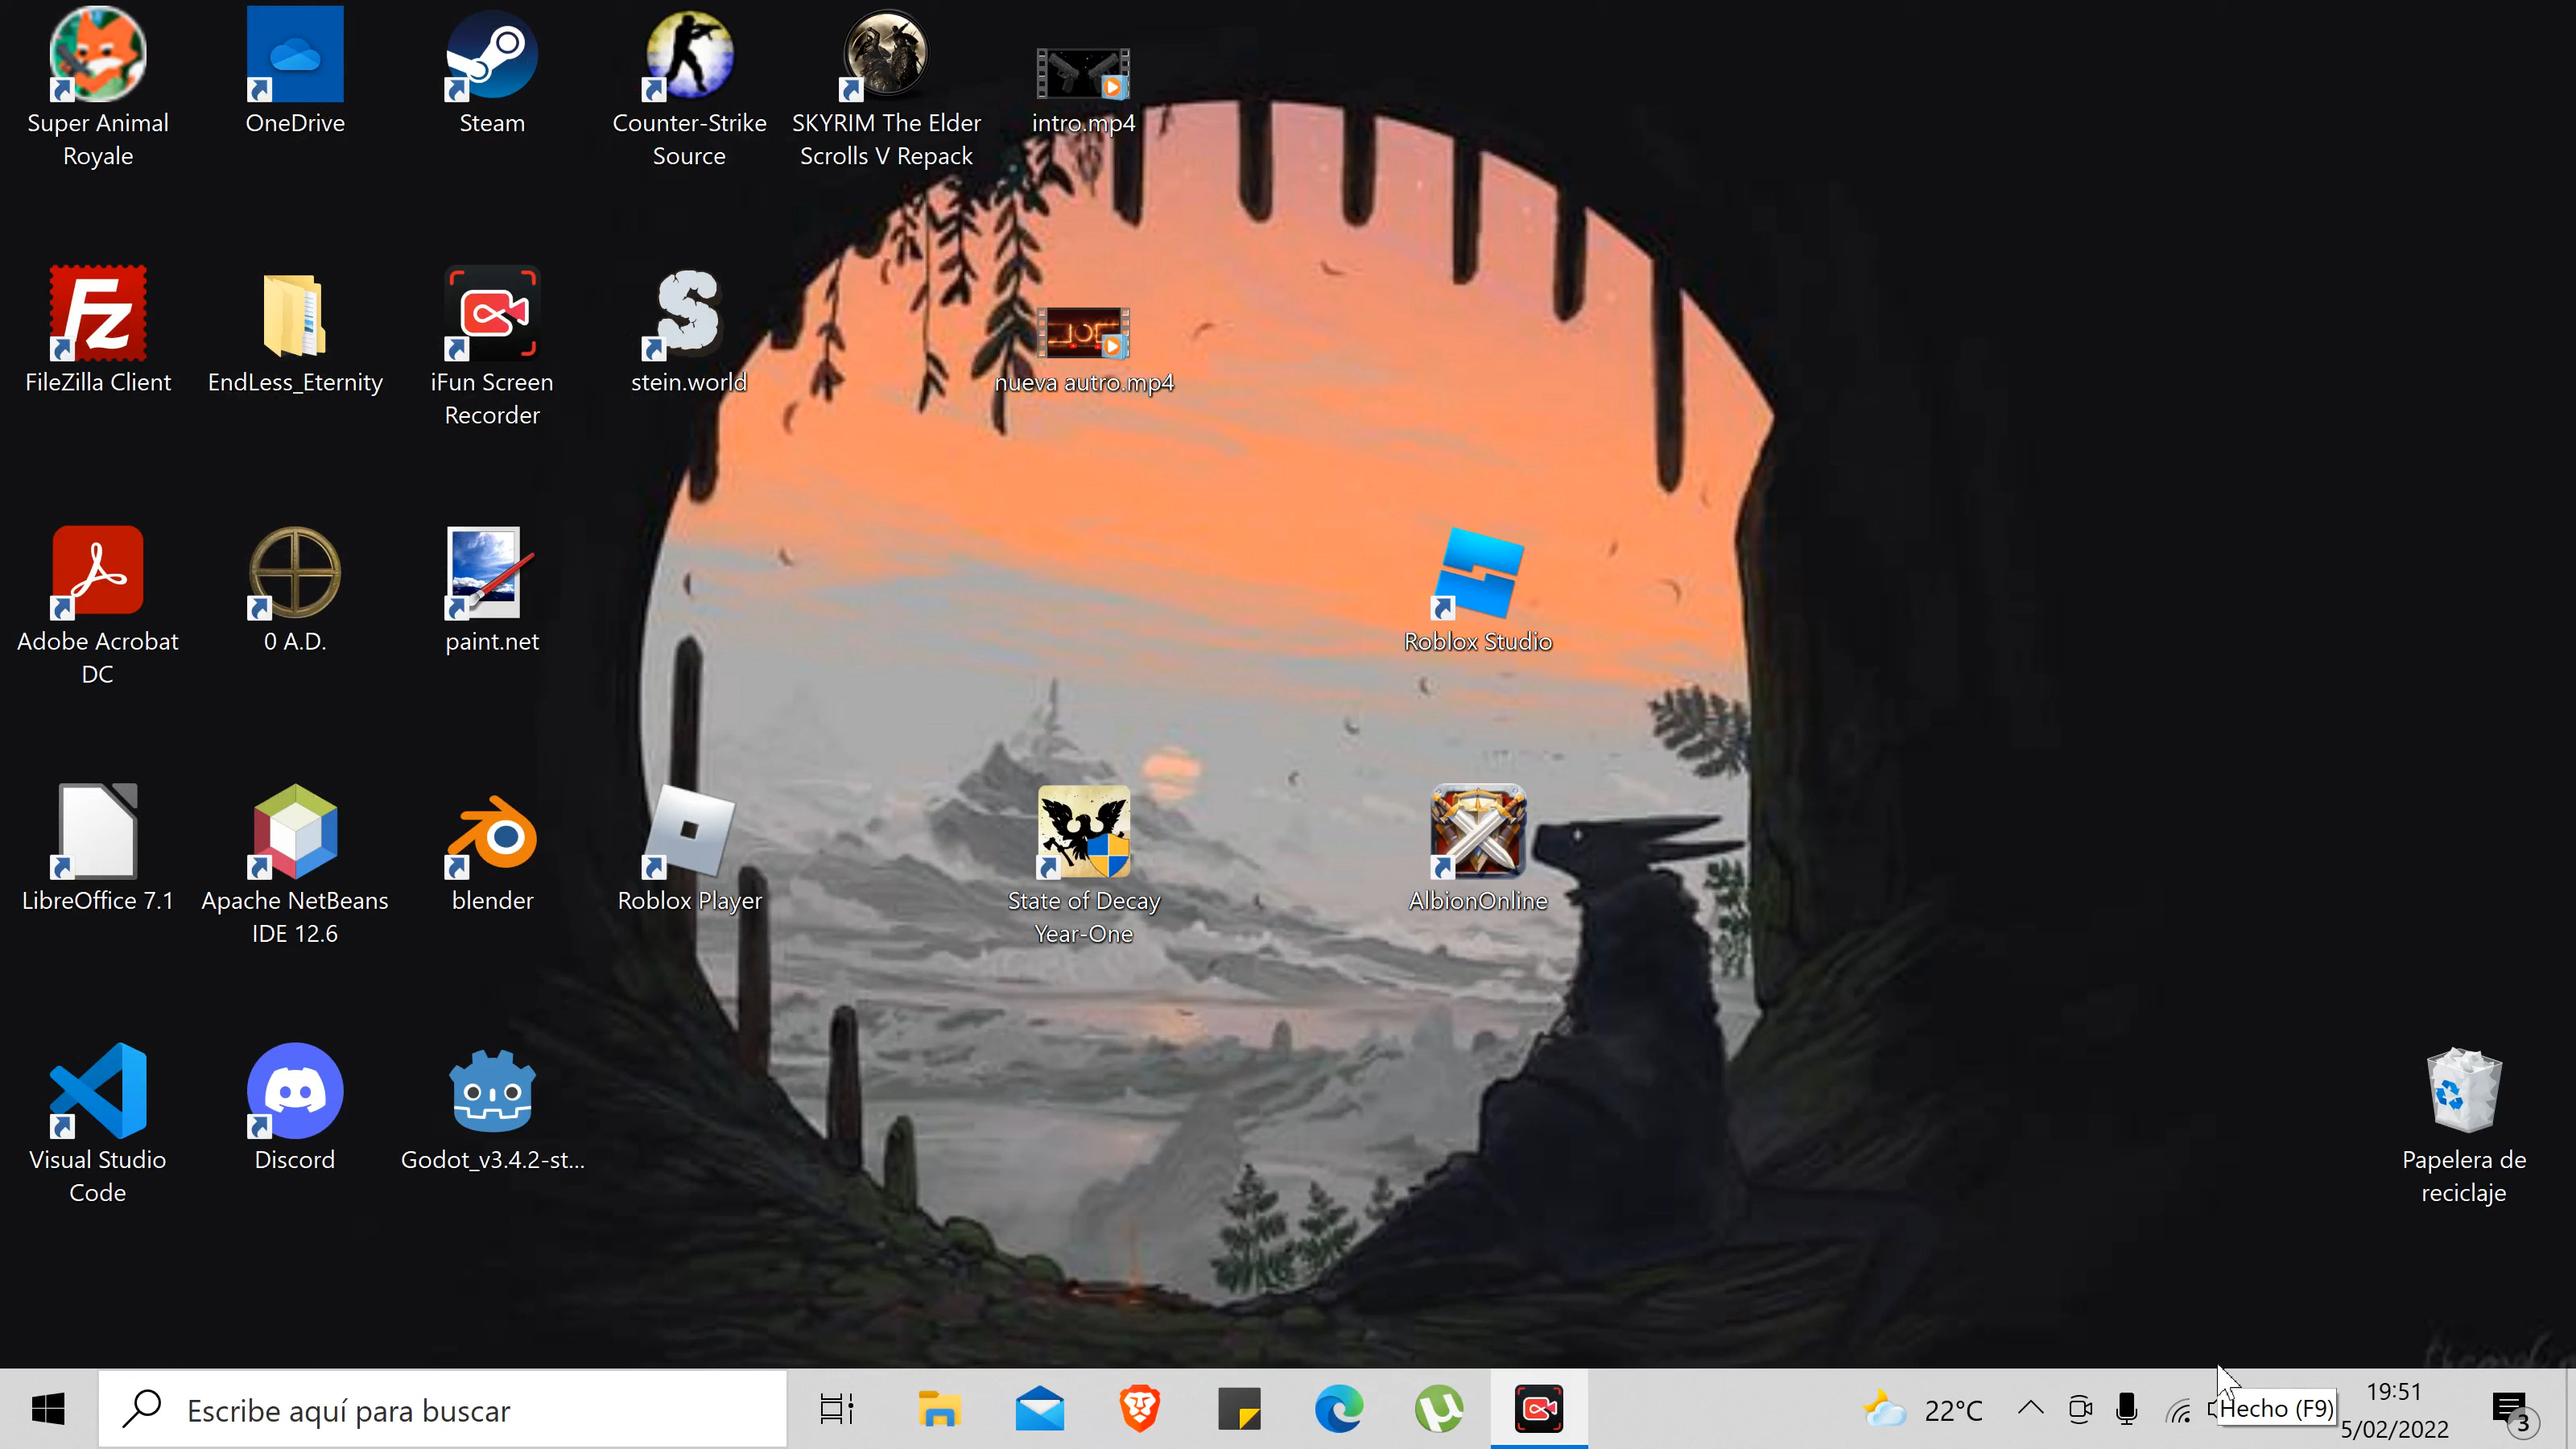 Super Animal
Royale
OneDrive
Steam
Counter-Strike
Source
SKYRIM The Elder
Scrolls V Repack
intro.mp4
FileZilla Client
EndLess_Eternity
iFun Screen
Recorder
stein.world
nueva autro.mp4
Adobe Acrobat
DC
0 A.D.
paint.net
Roblox Studio
LibreOffice 7.1
Apache NetBeans
IDE 12.6
blender
Roblox Player
State of Decay
Year-One
AlbionOnline
Visual Studio
Code
Discord
Godot_v3.4.2-st...
Papelera de
reciclaje
Escribe aquí para buscar
22°C
Hecho (F9)
19:51
5/02/2022
3